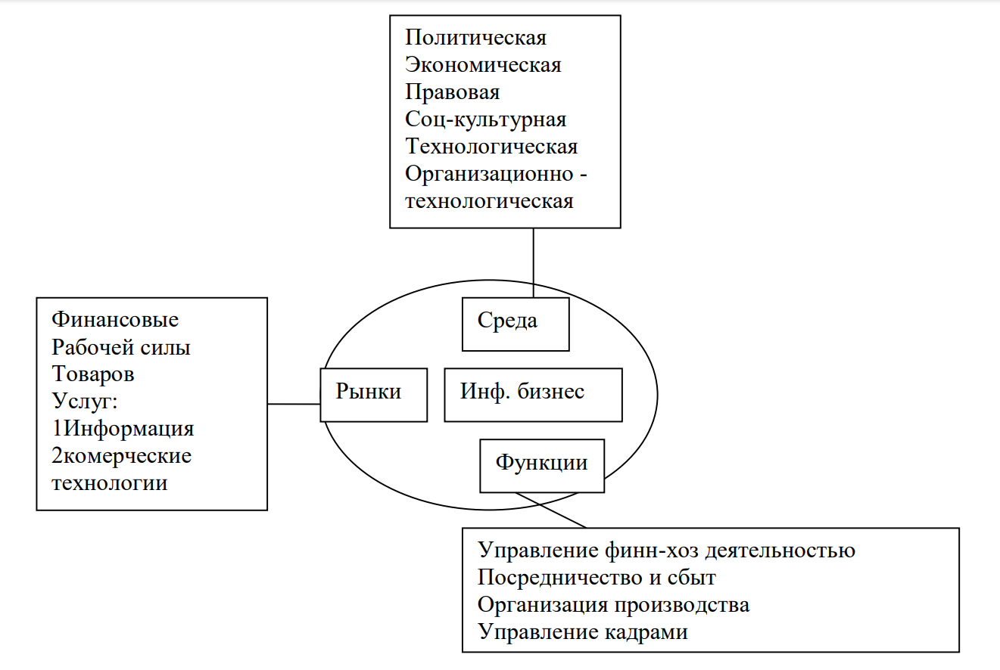 Политическая
Экономическая
Правовая
Соц-культурная
Технологическая
Организационно -
технологическая
Финансовые
Рабочей силы
Товаров
Услуг:
1Информация
2комерческие
технологии
Среда
Рынки
Инф. бизнес
Функции
Управление финн-хоз деятельностью
Посредничество и сбыт
Организация производства
Управление кадрами